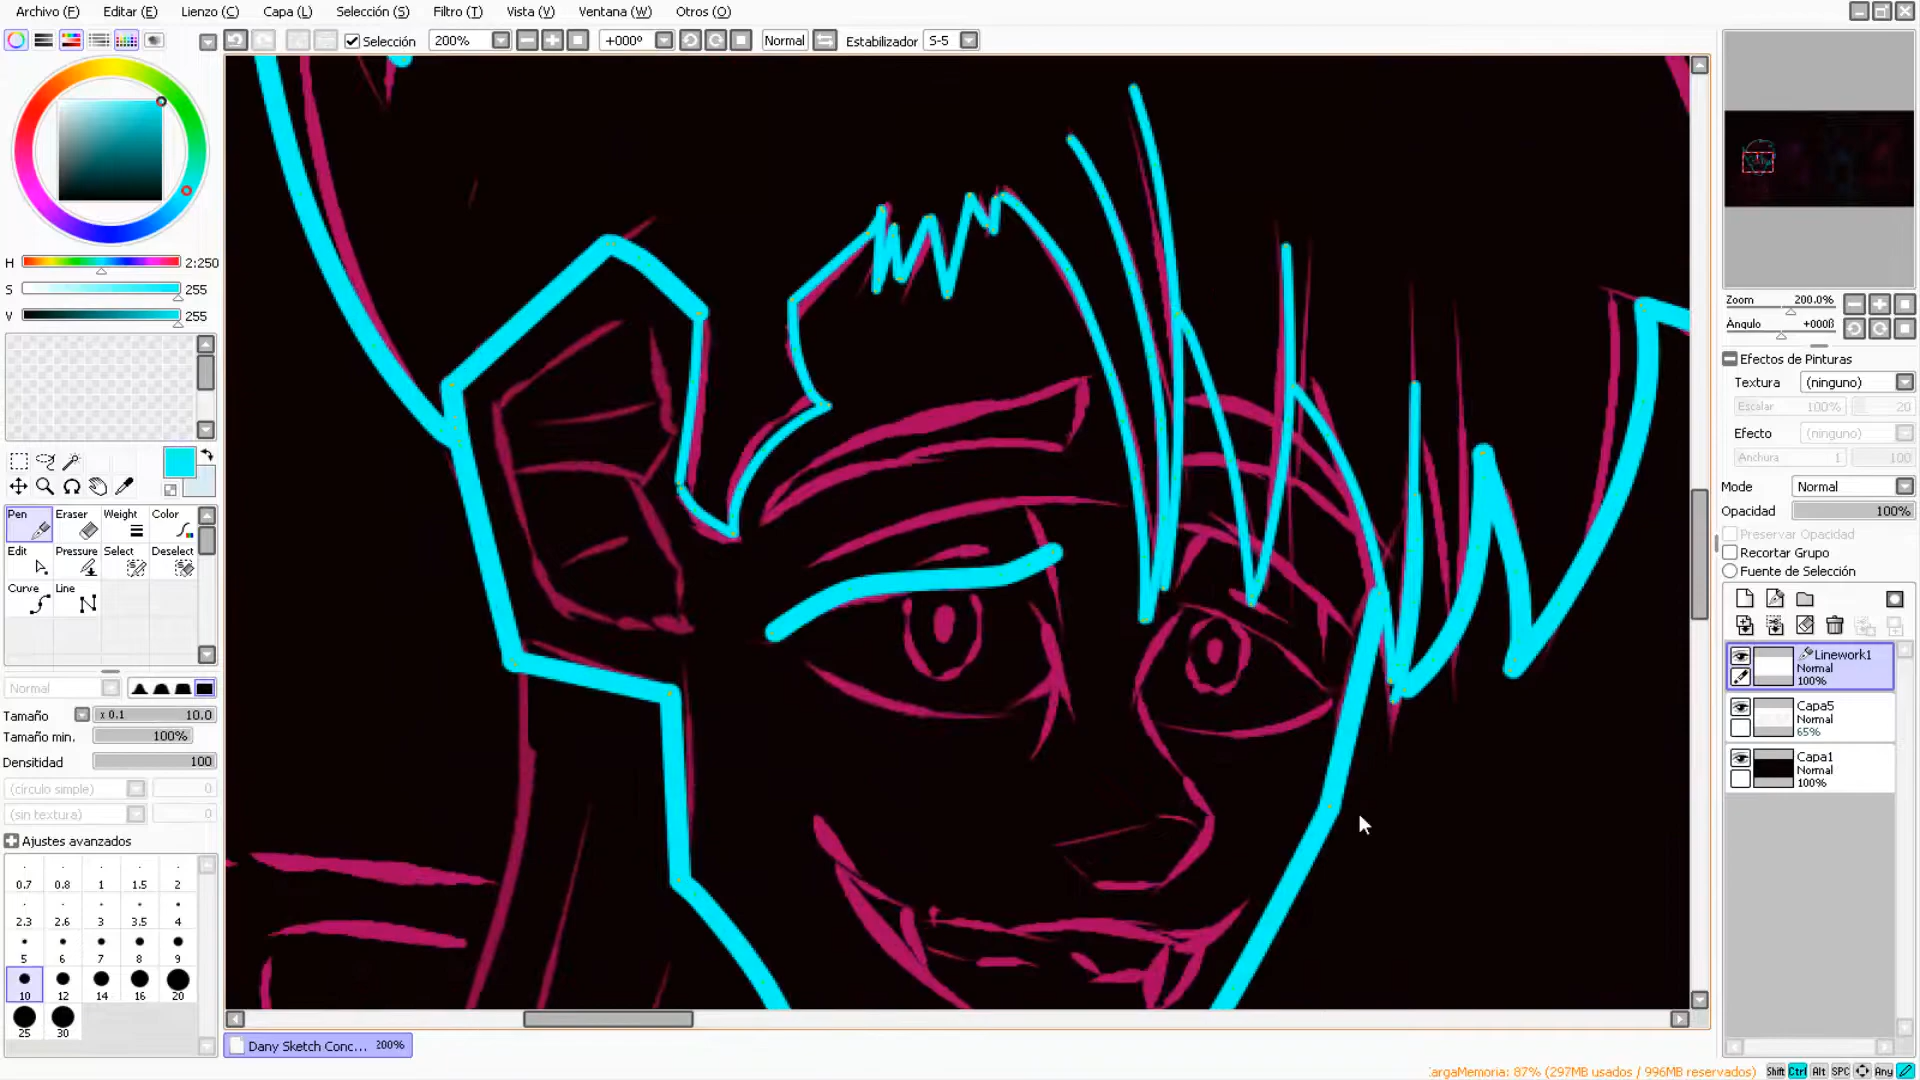 Archivo (F) Editar (E) Lienzo (C) Capa (L) Selección (S) Filtro (T) Vista (V) Ventana (W) Otros (O)
Selección 200% +000º Normal Estabilizador S-5
H 2:250
S 255
V 255
Pen Eraser Weight Color
Edit Pressure Select Deselect
Curve Line
Normal
Tamaño x 0.1 10.0
Tamaño min. 100%
Densitidad 100
(circulo simple) 0
(sin textura) 0
Ajustes avanzados
0.7 0.8 1 1.5 2
2.3 2.6 3 3.5 4
5 6 7 8 9
10 12 14 16 20
25 30
Dany Sketch Conc... 200%
Zoom 200.0%
Àngulo +000ß
Efectos de Pinturas
Textura (ninguno)
Escalar 100% 20
Efecto (ninguno)
Anchura 1 100
Mode Normal
Opacidad 100%
Preservar Opacidad
Recortar Grupo
Fuente de Selección
Linework1
Normal
100%
Capa5
Normal
65%
Capa1
Normal
100%
CargaMemoria: 87% (297MB usados / 996MB reservados) Shift Ctrl Alt SPC Any